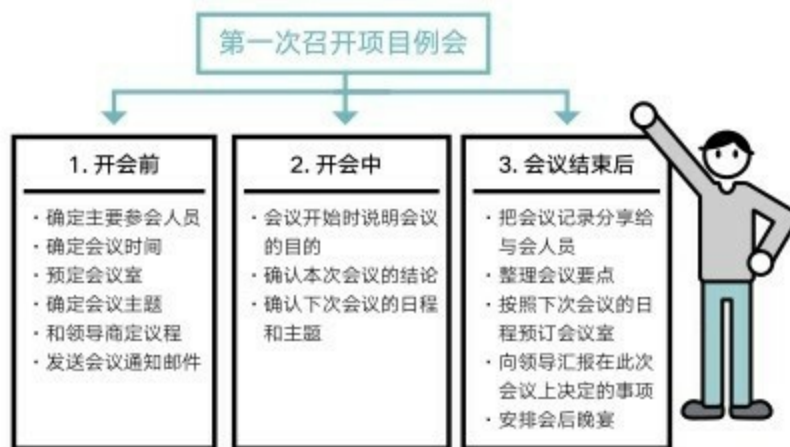 第一次召开项目例会
1. 开会前
· 确定主要参会人员
· 确定会议时间
· 预定会议室
· 确定会议主题
· 和领导商定议程
· 发送会议通知邮件
2. 开会中
· 会议开始时说明会议
的目的
· 确认本次会议的结论
· 确认下次会议的日程
和主题
3. 会议结束后
· 把会议记录分享给
与会人员
· 整理会议要点
· 按照下次会议的日
程预订会议室
· 向领导汇报在此次
会议上决定的事项
· 安排会后晚宴